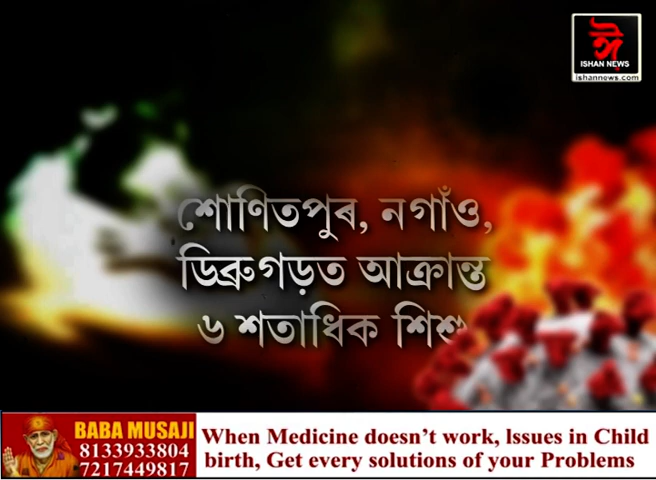 ঈ
ISHAN NEWS
ishannews.com
শোণিতপুৰ, নগাঁও,
ডিব্ৰুগড়ত আক্ৰান্ত
৬ শতাধিক শিশু
BABA MUSAJI
8133933804
7217449817
When Medicine doesn't work, Issues in Child
birth, Get every solutions of your Problems